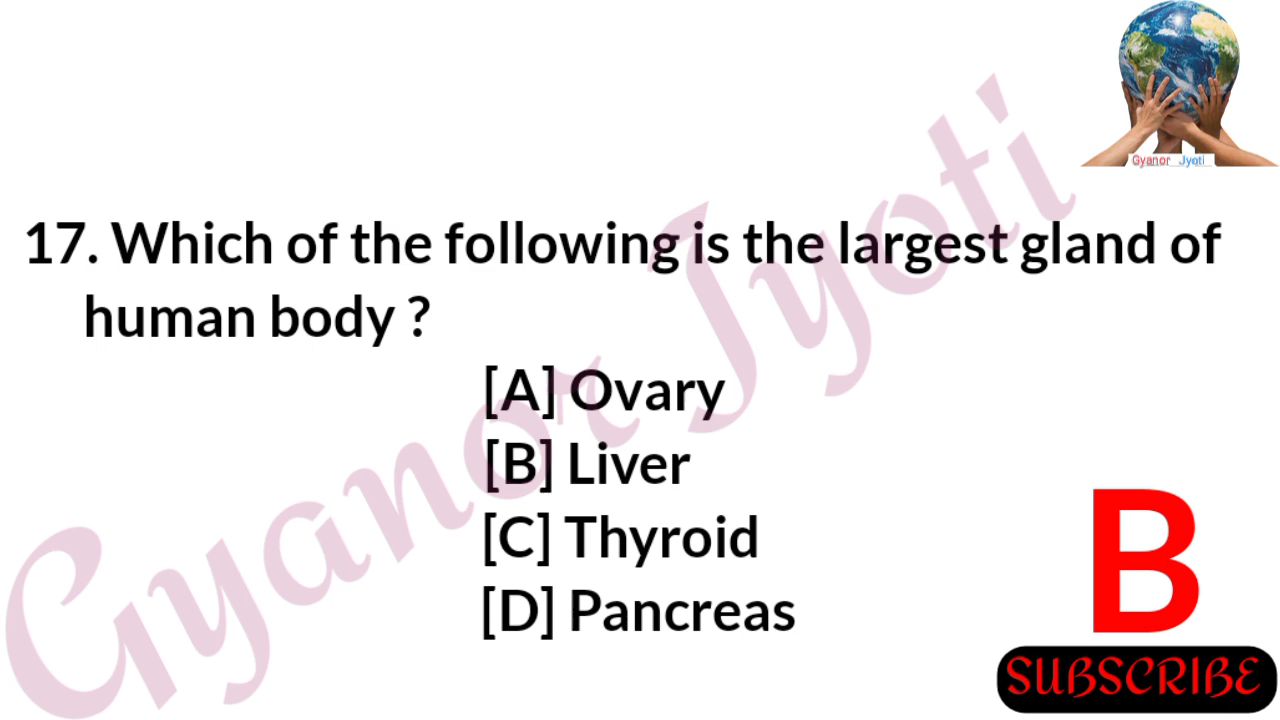 Gyanor Jyoti
17. Which of the following is the largest gland of
human body ?
[A] Ovary
[B] Liver
[C] Thyroid
[D] Pancreas
B
SUBSCRIBE
Gyanor Jyoti